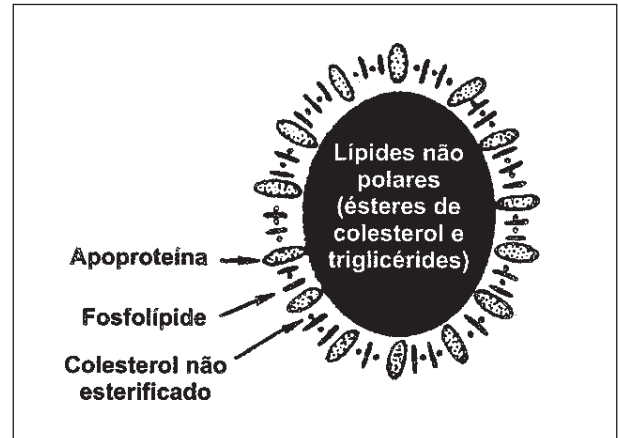 Lípides não
polares
(ésteres de
colesterol e
triglicérides)
Apoproteína
Fosfolípide
Colesterol não
esterificado